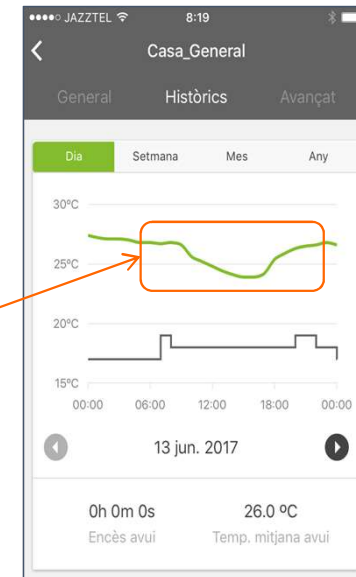 JAZZTEL 8:19
Casa_General
General Històrics Avançat
Dia Setmana Mes Any
30ºC
25ºC
20ºC
15ºC
00:00 06:00 12:00 18:00 00:00
13 jun. 2017
0h 0m 0s 26.0 ºC
Encès avui Temp. mitjana avui